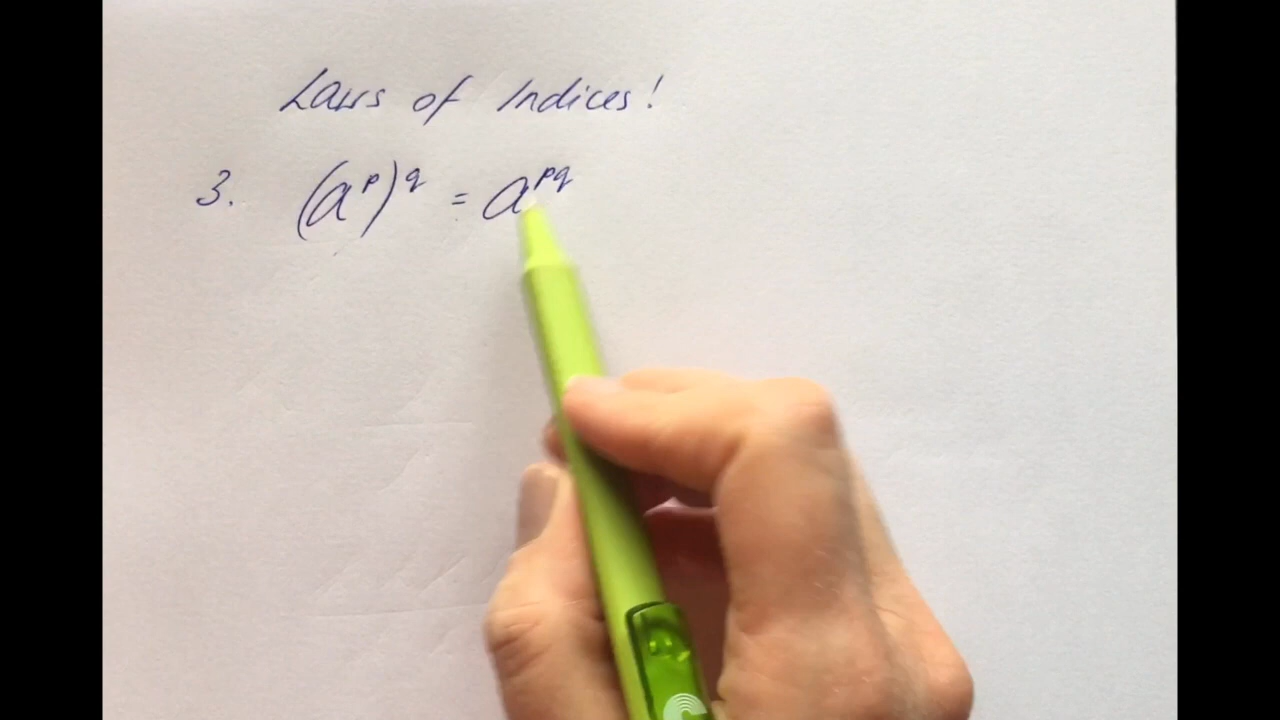 Laws of Indices!
3. (a^p)^q = a^pq